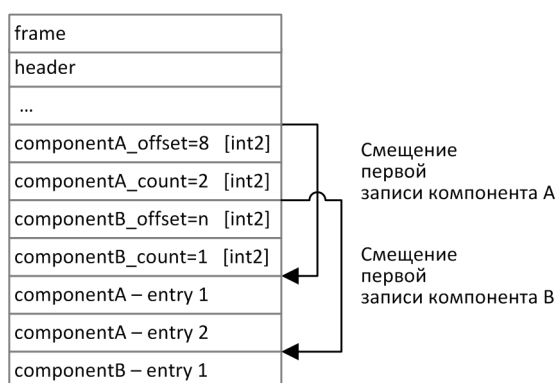 frame
header
...
componentA_offset=8 [int2]
componentA_count=2 [int2]
componentB_offset=n [int2]
componentB_count=1 [int2]
componentA – entry 1
componentA – entry 2
componentB – entry 1
Смещение
первой
записи компонента A
Смещение
первой
записи компонента B